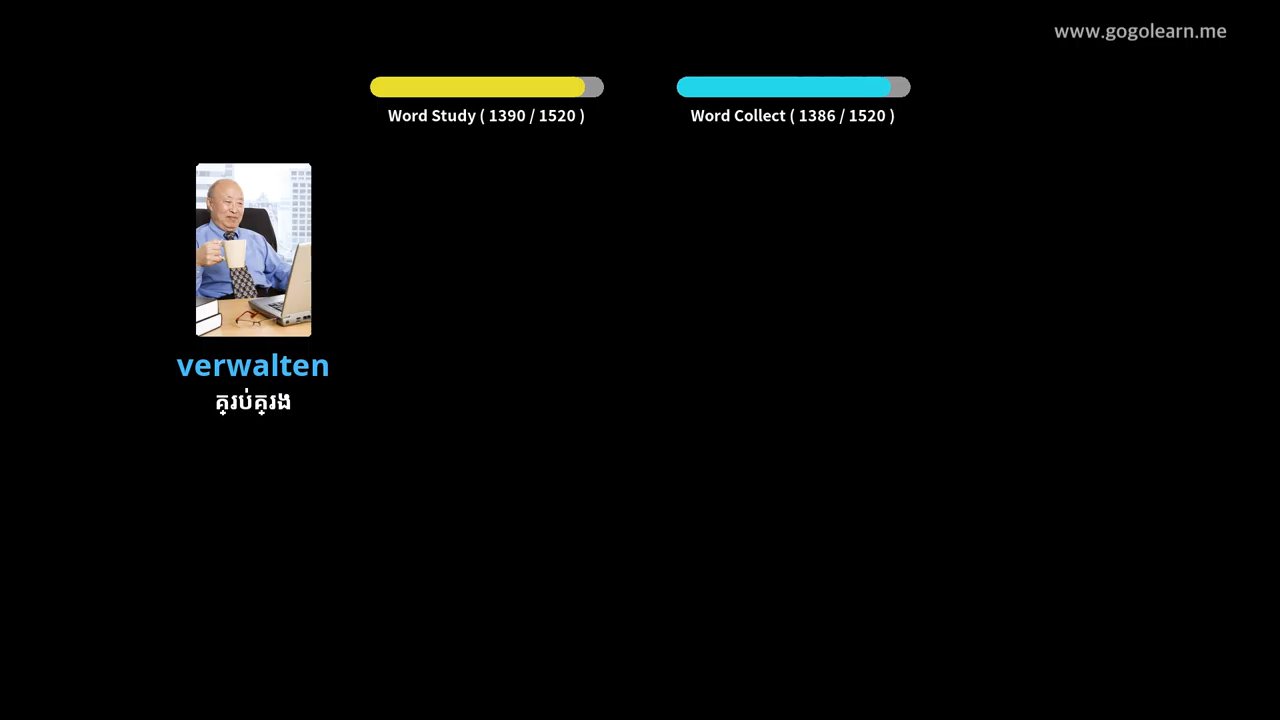 www.gogolearn.me
Word Study ( 1390 / 1520 )
Word Collect ( 1386 / 1520 )
verwalten
គ្រប់គ្រង